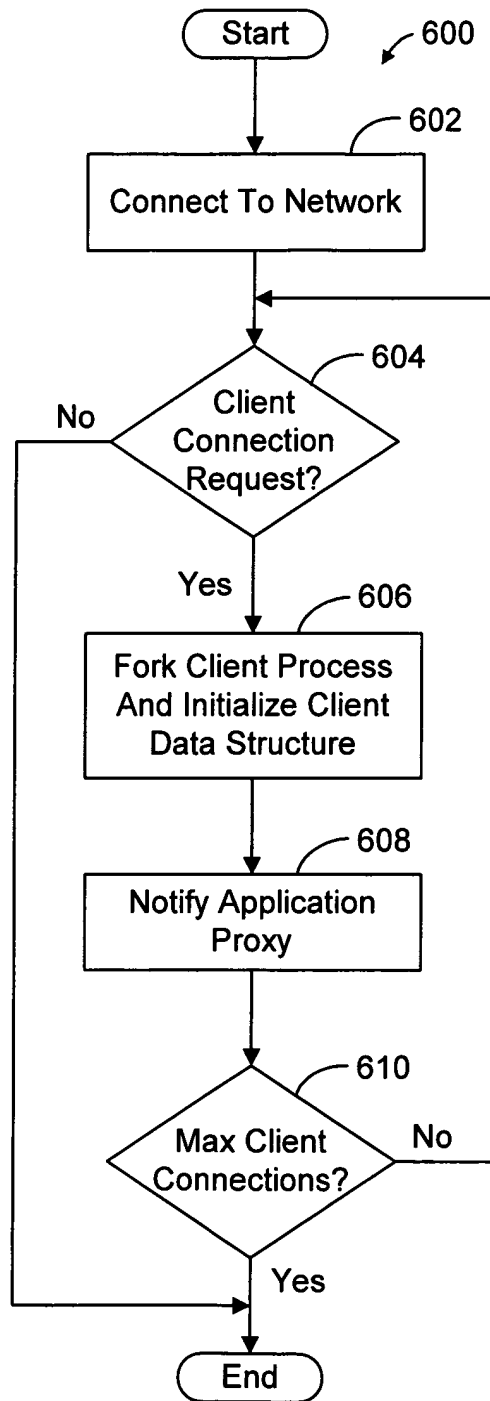 Start
600
602
Connect To Network
604
Client
Connection
Request?
No
Yes
606
Fork Client Process
And Initialize Client
Data Structure
608
Notify Application
Proxy
610
Max Client
Connections?
No
Yes
End